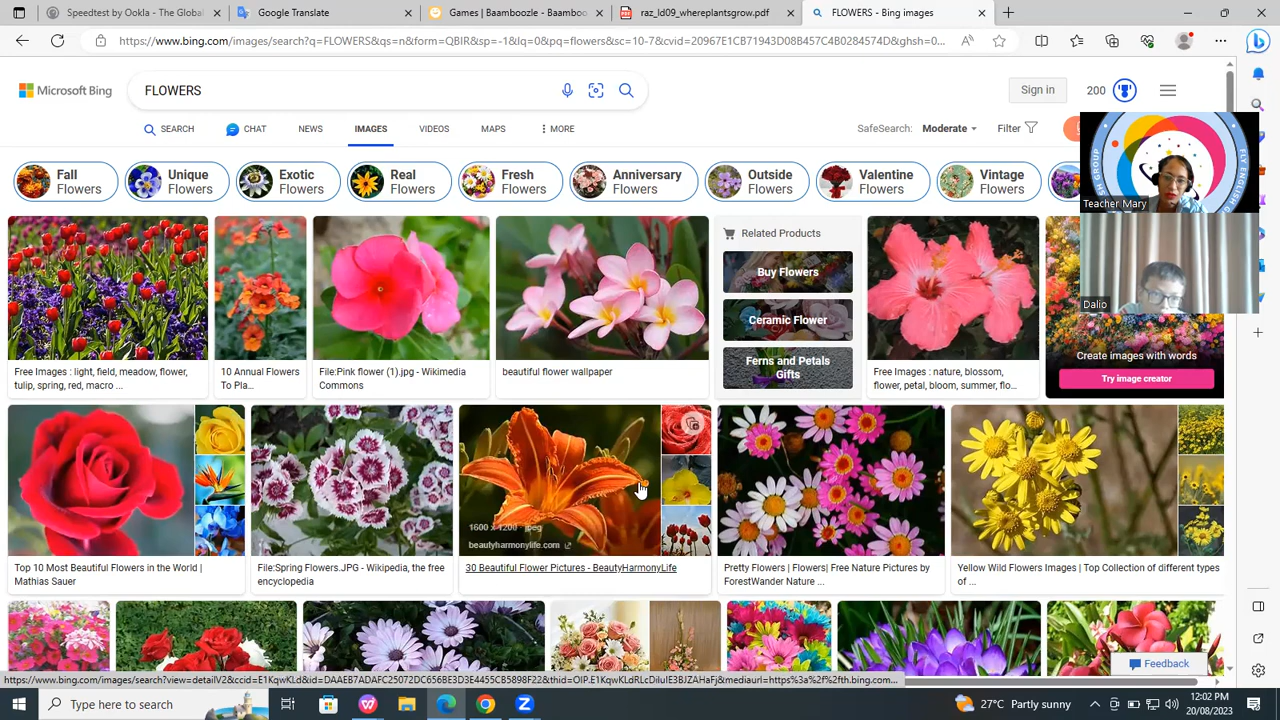 Speedtest by Ookla - The Global
Google Translate
Games | Baamboozle - Baamboo
raz_ld09_whereplantsgrow.pdf
FLOWERS - Bing images
https://www.bing.com/images/search?q=FLOWERS&qs=n&form=QBIR&sp=-1&lq=0&pq=flowers&sc=10-7&cvid=20967E1CB71943D08B457C4B0284574D&ghsh=0...
Microsoft Bing
FLOWERS
Sign in
200
SEARCH
CHAT
NEWS
IMAGES
VIDEOS
MAPS
MORE
SafeSearch: Moderate
Filter
Fall
Flowers
Unique
Flowers
Exotic
Flowers
Real
Flowers
Fresh
Flowers
Anniversary
Flowers
Outside
Flowers
Valentine
Flowers
Vintage
Flowers
FLY ENGLISH GROUP
Teacher Mary
Dalio
Related Products
Buy Flowers
Ceramic Flower
Ferns and Petals
Gifts
Create images with words
Try image creator
Free Images : light, field, meadow, flower,
tulip, spring, red, macro ...
10 Annual Flowers
To Pla...
File:Pink flower (1).jpg - Wikimedia
Commons
beautiful flower wallpaper
Free Images : nature, blossom,
flower, petal, bloom, summer, flo...
1600 x 1200 · jpeg
beautyharmonylife.com
Top 10 Most Beautiful Flowers in the World |
Mathias Sauer
File:Spring Flowers.JPG - Wikipedia, the free
encyclopedia
30 Beautiful Flower Pictures - BeautyHarmonyLife
Pretty Flowers | Flowers| Free Nature Pictures by
ForestWander Nature ...
Yellow Wild Flowers Images | Top Collection of different types
of ...
Feedback
Type here to search
27°C Partly sunny
12:02 PM
20/08/2023